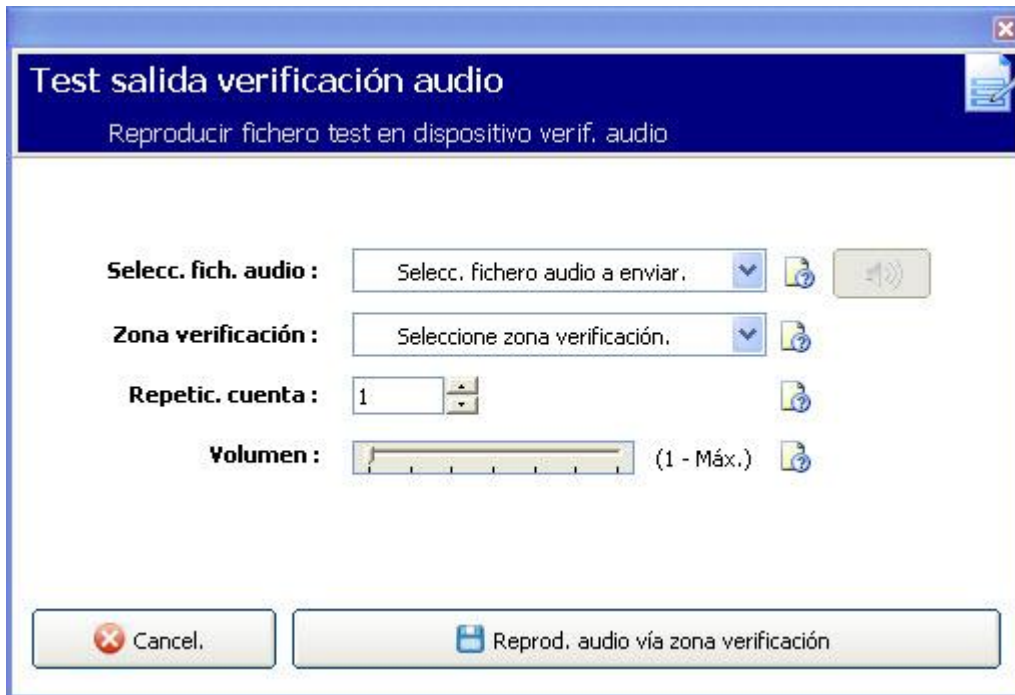 Test salida verificación audio
Reproducir fichero test en dispositivo verif. audio
Selecc. fich. audio : Selecc. fichero audio a enviar.
Zona verificación : Seleccione zona verificación.
Repetic. cuenta : 1
Volumen : (1 - Máx.)
Cancel. Reprod. audio vía zona verificación